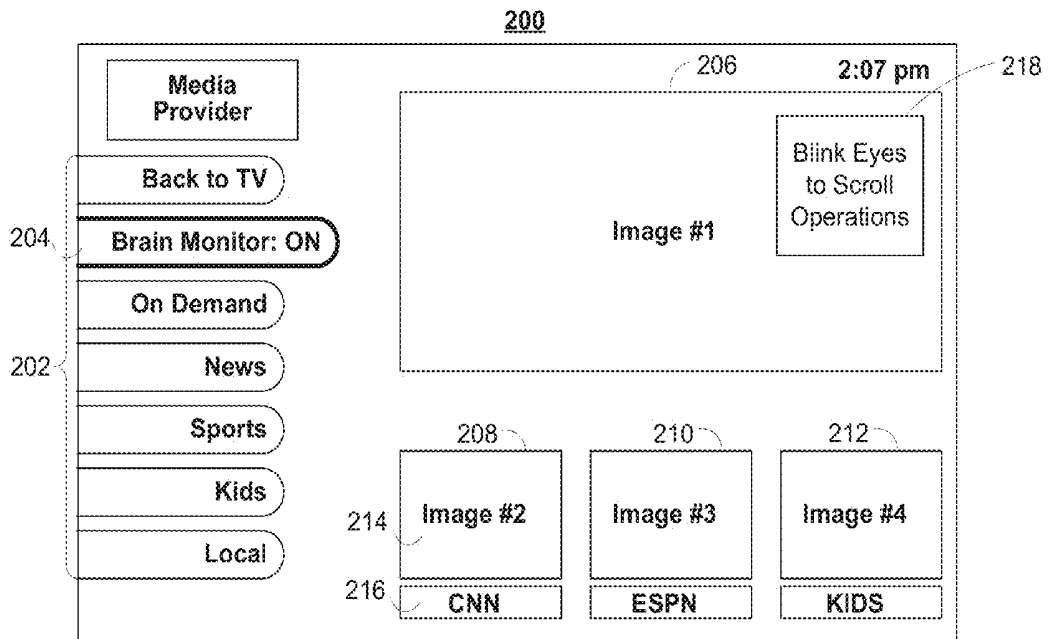 200
Media
Provider
2:07 pm
206
218
Back to TV
204
Brain Monitor: ON
On Demand
202
News
Sports
Kids
Local
Image #1
Blink Eyes
to Scroll
Operations
208
210
212
214
Image #2
Image #3
Image #4
216
CNN
ESPN
KIDS